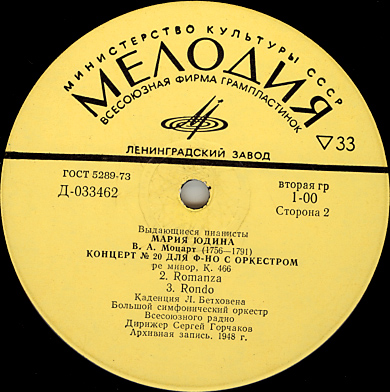 МИНИСТЕРСТВО КУЛЬТУРЫ СССР
МЕЛОДИЯ
ВСЕСОЮЗНАЯ ФИРМА ГРАМПЛАСТИНОК
ЛЕНИНГРАДСКИЙ ЗАВОД
▽33
ГОСТ 5289-73
Д-033462
вторая гр
1-00
Сторона 2
Выдающиеся пианисты
МАРИЯ ЮДИНА
В. А. Моцарт (1756—1791)
КОНЦЕРТ № 20 ДЛЯ Ф-НО С ОРКЕСТРОМ
ре минор, К. 466
2. Romanza
3. Rondo
Каденция Л. Бетховена
Большой симфонический оркестр
Всесоюзного радио
Дирижер Сергей Горчаков
Архивная запись. 1948 г.